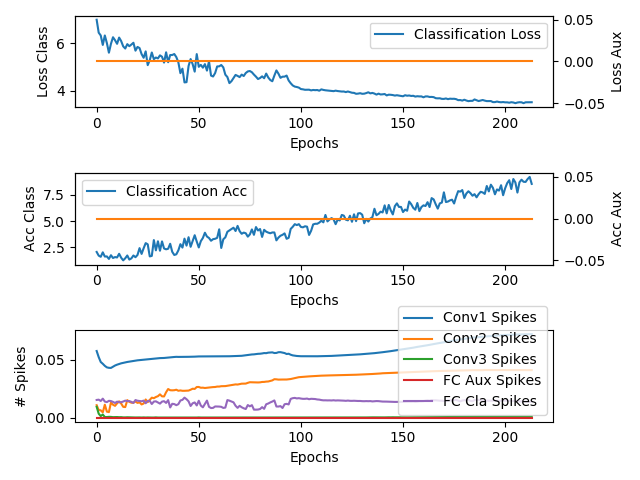 Classification Loss
6
4
0.05
0.00
−0.05
Loss Class
Loss Aux
0
50
100
150
200
Epochs
Classification Acc
7.5
5.0
2.5
0.05
0.00
−0.05
Acc Class
Acc Aux
0
50
100
150
200
Epochs
Conv1 Spikes
Conv2 Spikes
Conv3 Spikes
FC Aux Spikes
FC Cla Spikes
0.05
0.00
# Spikes
0
50
100
150
200
Epochs